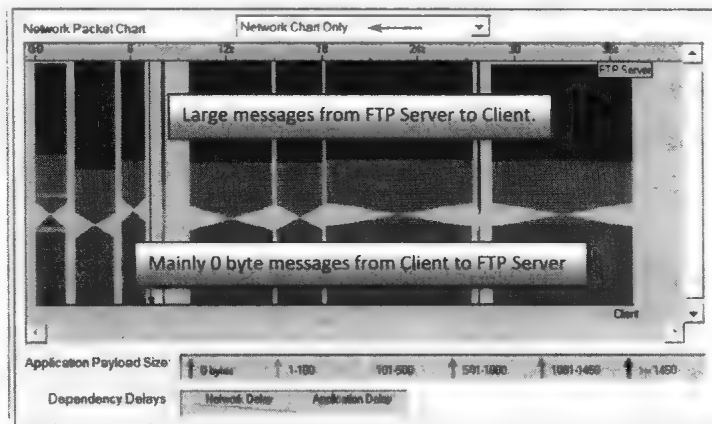 Network Packet Chart
Network Chart Only
FTP Server
Large messages from FTP Server to Client.
Mainly 0 byte messages from Client to FTP Server
Client
Application Payload Size
0 bytes 1-100 101-500 501-1000 1001-1450 >= 1450
Dependency Delays
Network Delay Application Delay